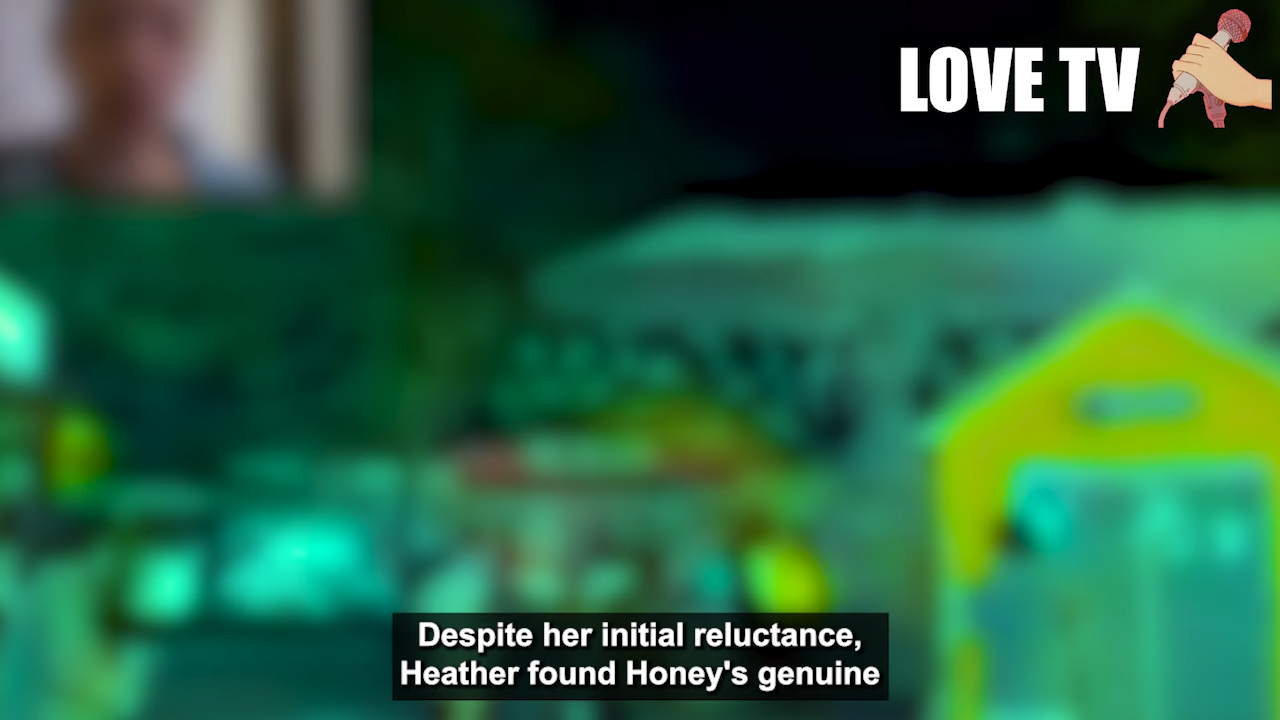 LOVE TV
Despite her initial reluctance,
Heather found Honey's genuine